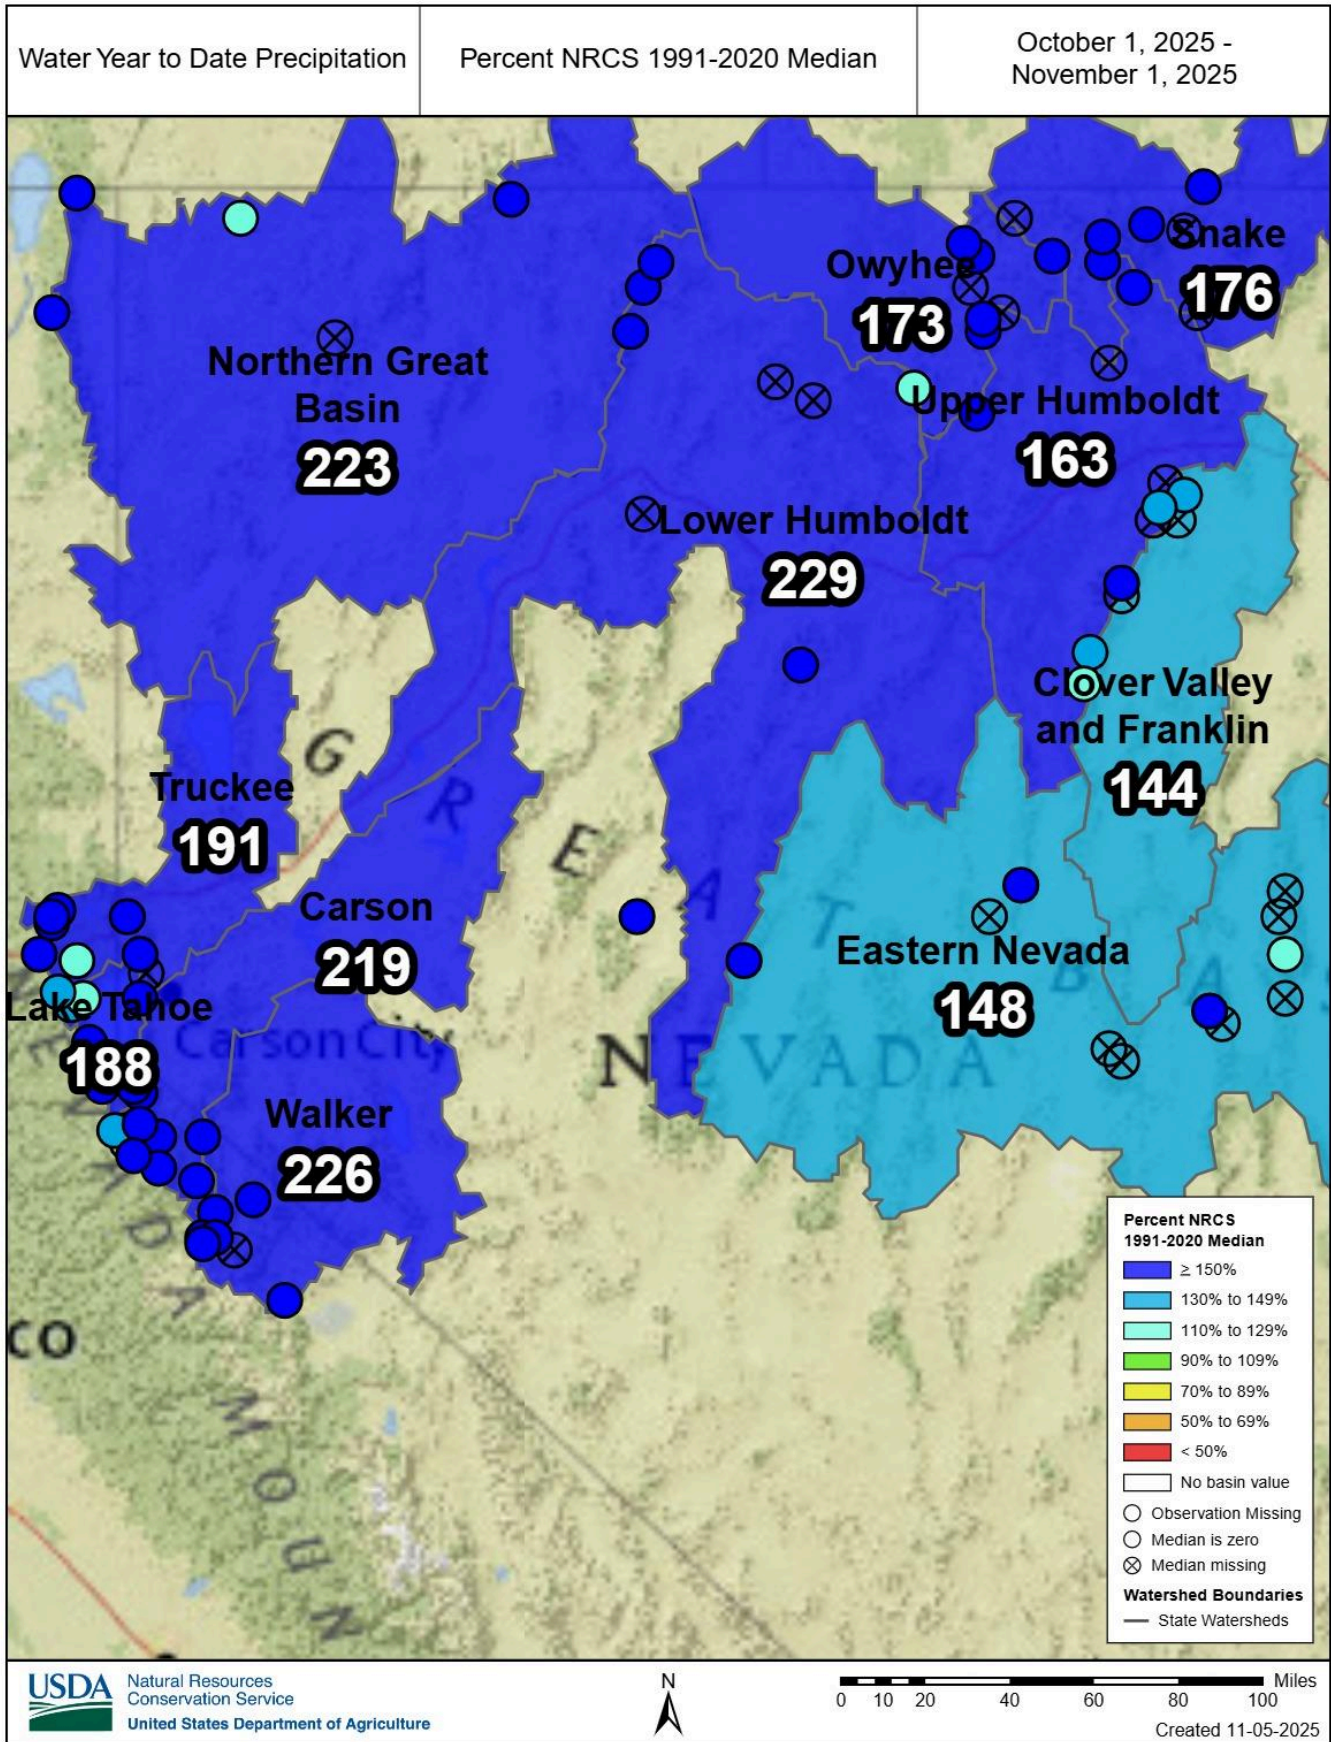 Water Year to Date Precipitation
Percent NRCS 1991-2020 Median
October 1, 2025 -
November 1, 2025
Snake
176
Owyhee
173
Northern Great
Basin
223
Upper Humboldt
163
Lower Humboldt
229
Clover Valley
and Franklin
144
G R E A T B A
Truckee
191
Carson
219
Eastern Nevada
148
Lake Tahoe
188
Carson City
NEVADA
Walker
226
NEVADA
MOUN
co
Percent NRCS
1991-2020 Median
≥ 150%
130% to 149%
110% to 129%
90% to 109%
70% to 89%
50% to 69%
< 50%
No basin value
Observation Missing
Median is zero
Median missing
Watershed Boundaries
State Watersheds
USDA
Natural Resources
Conservation Service
United States Department of Agriculture
N
Miles
0 10 20 40 60 80 100
Created 11-05-2025